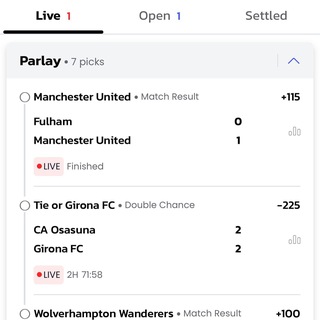 Live 1 Open 1 Settled
Parlay • 7 picks
Manchester United • Match Result +115
Fulham 0
Manchester United 1
LIVE Finished
Tie or Girona FC • Double Chance -225
CA Osasuna 2
Girona FC 2
LIVE 2H 71:58
Wolverhampton Wanderers • Match Result +100